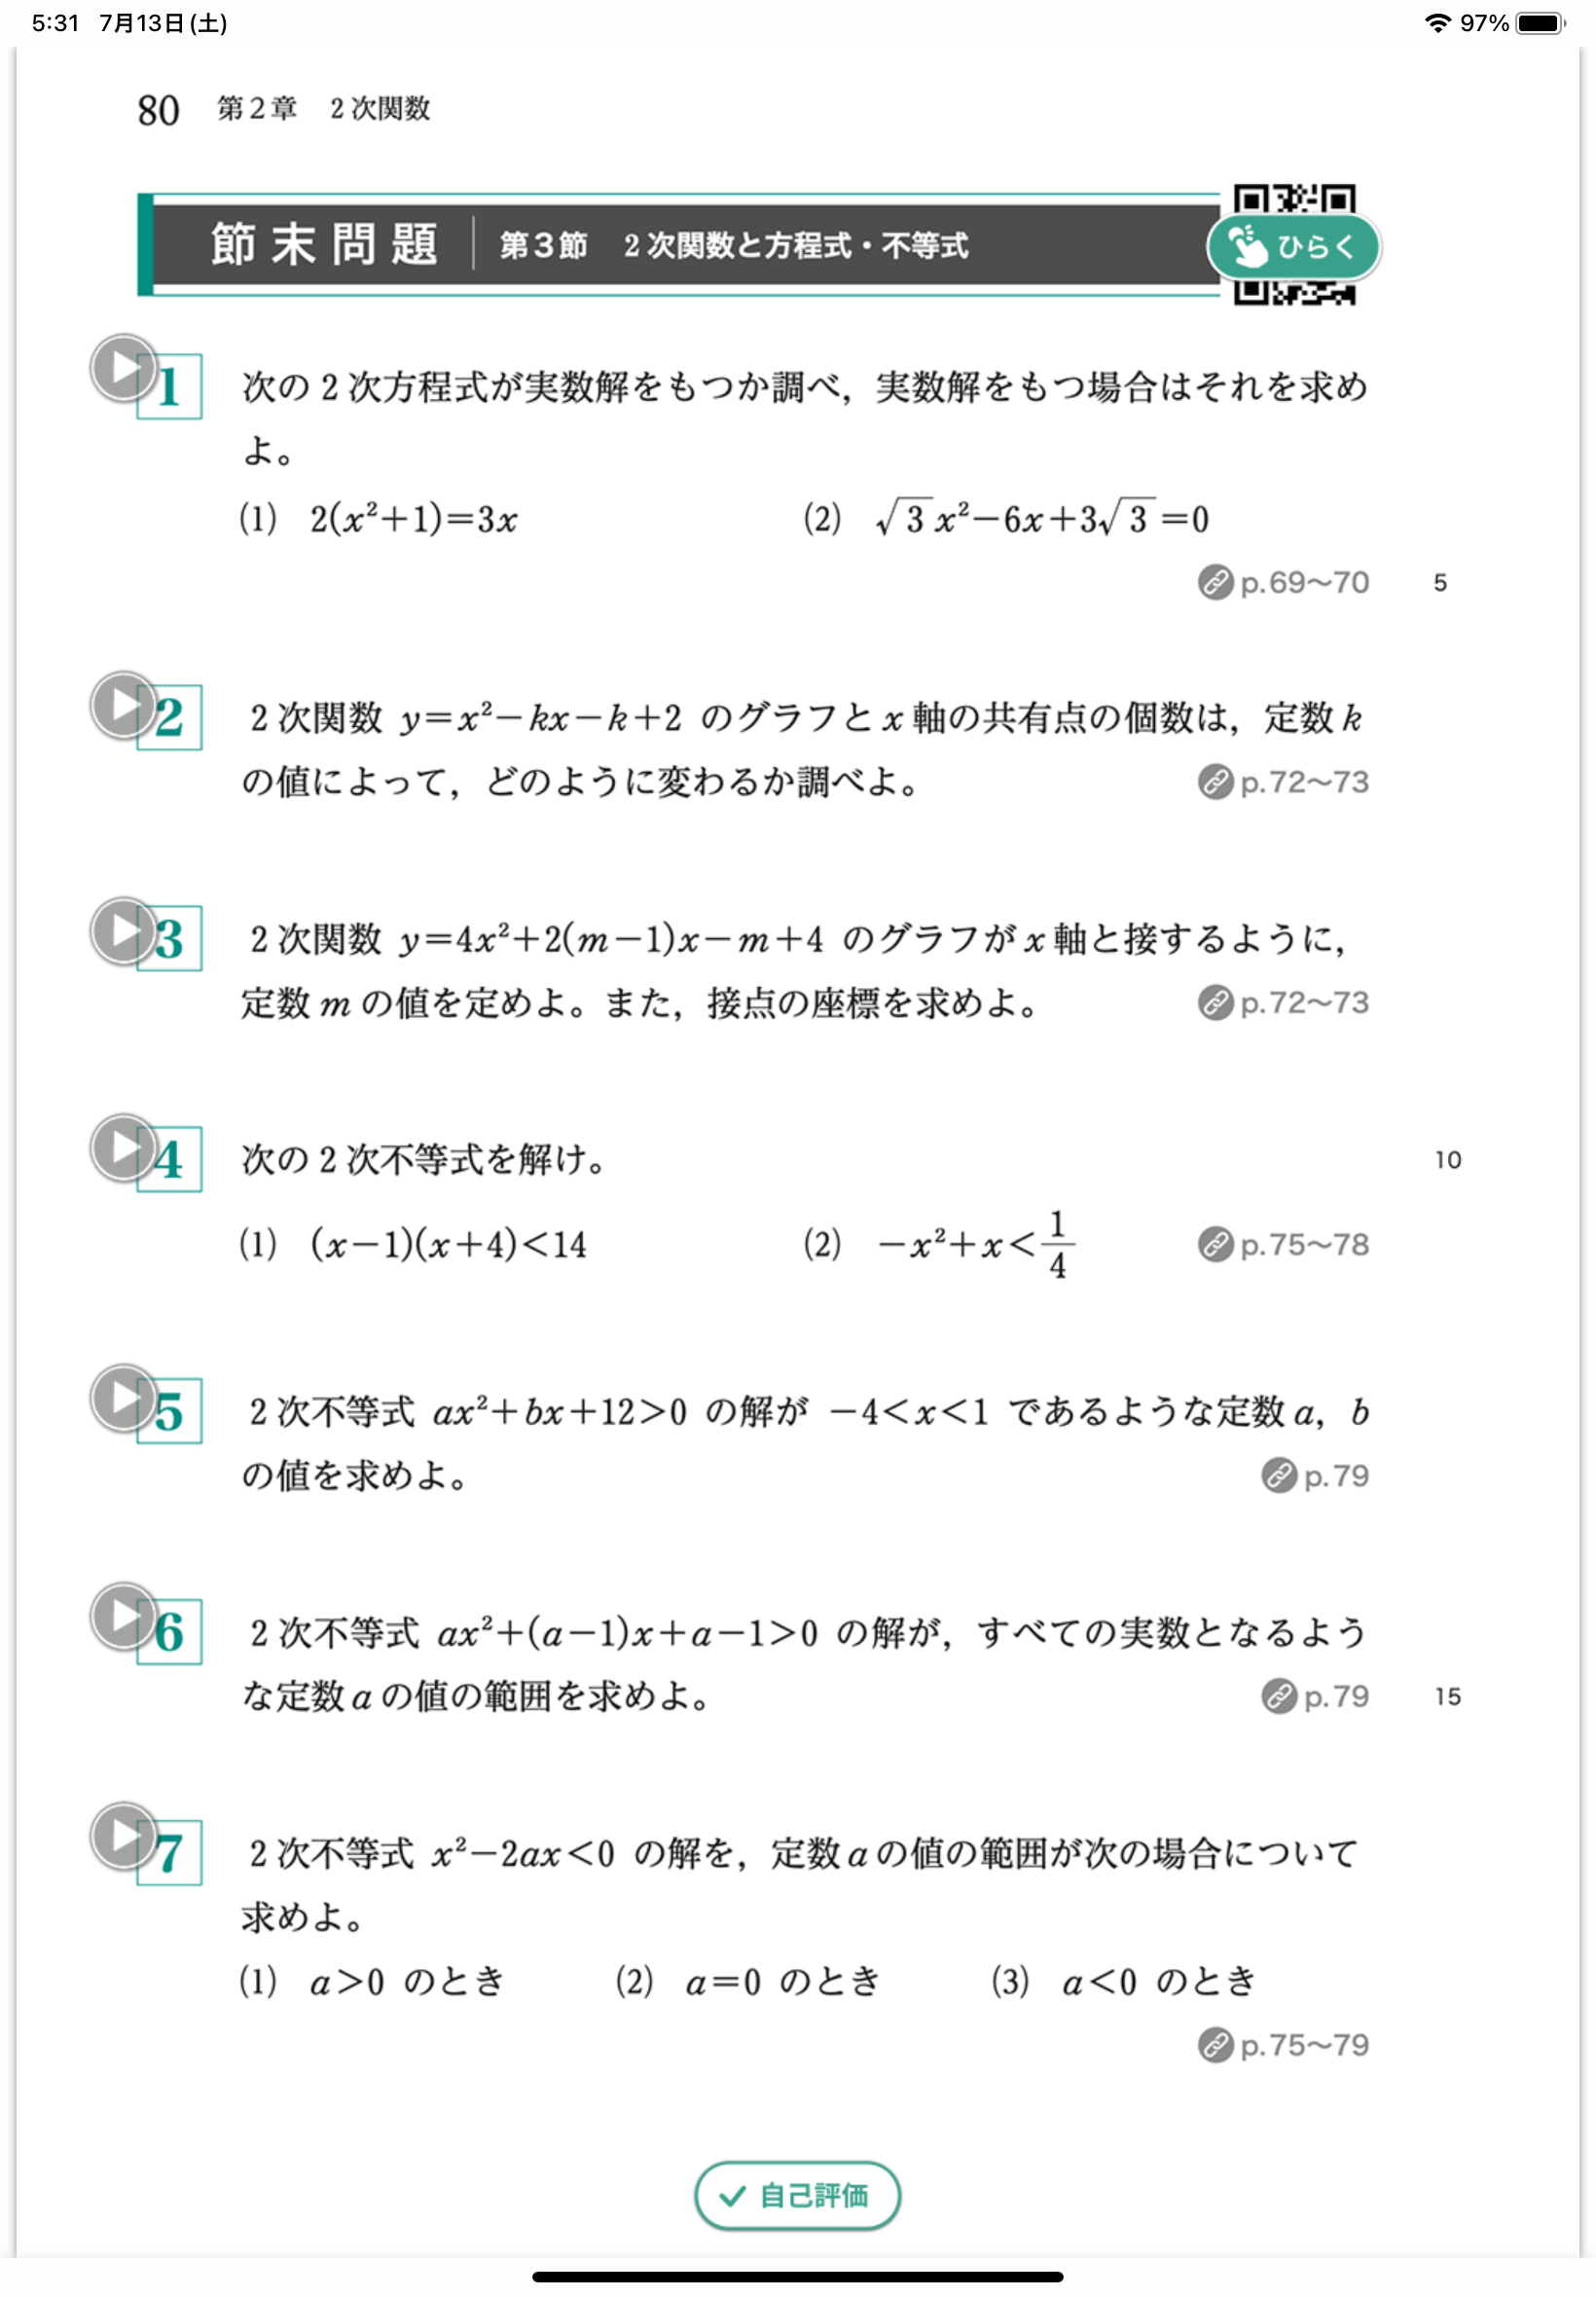 5:31 7月13日(土)
97%
80 第2章 2次関数
節末問題 第3節 2次関数と方程式・不等式
ひらく
1 次の2次方程式が実数解をもつか調べ，実数解をもつ場合はそれを求め
よ。
(1) 2(x²+1)=3x (2) √3x²−6x+3√3=0
p.69〜70 5
2 2次関数 y=x²−kx−k+2 のグラフとx軸の共有点の個数は，定数k
の値によって，どのように変わるか調べよ。 p.72〜73
3 2次関数 y=4x²+2(m−1)x−m+4 のグラフがx軸と接するように，
定数mの値を定めよ。また，接点の座標を求めよ。 p.72〜73
4 次の2次不等式を解け。 10
(1) (x−1)(x+4)<14 (2) −x²+x<1/4 p.75〜78
5 2次不等式 ax²+bx+12>0 の解が −4<x<1 であるような定数a，b
の値を求めよ。 p.79
6 2次不等式 ax²+(a−1)x+a−1>0 の解が，すべての実数となるよう
な定数aの値の範囲を求めよ。 p.79 15
7 2次不等式 x²−2ax<0 の解を，定数aの値の範囲が次の場合について
求めよ。
(1) a>0 のとき (2) a=0 のとき (3) a<0 のとき
p.75〜79
自己評価